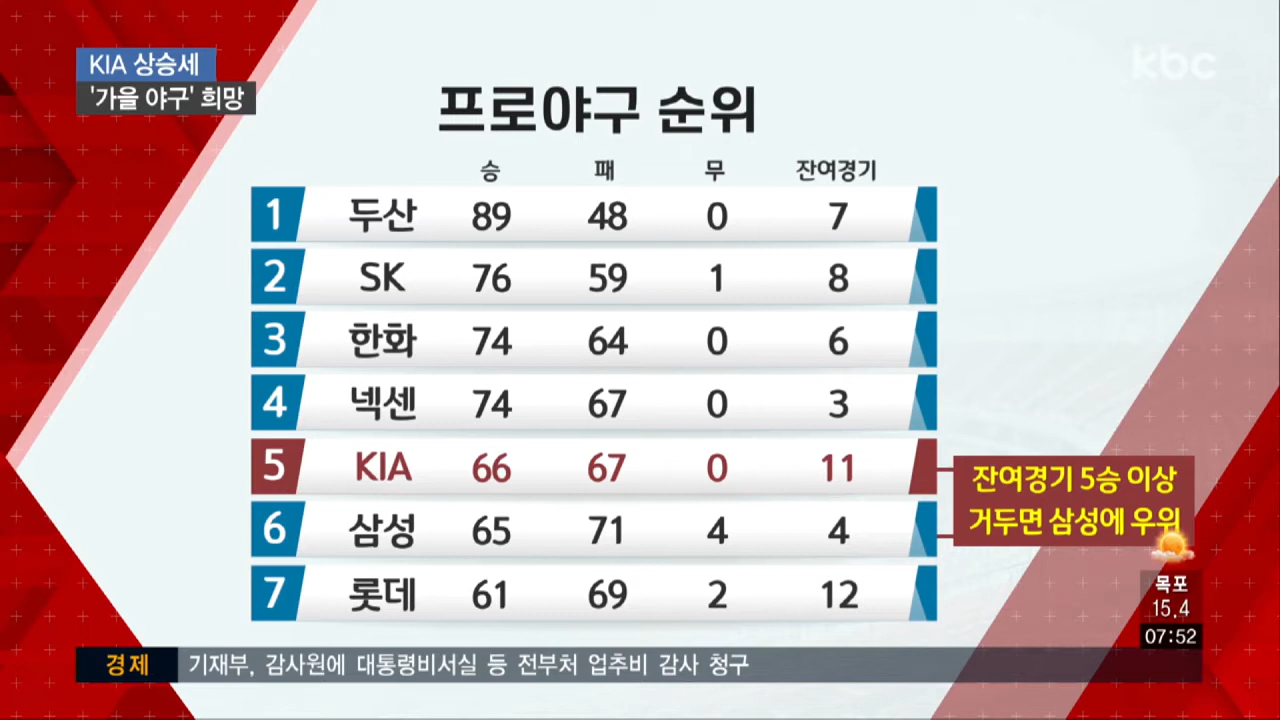 KIA 상승세
'가을 야구' 희망
kbc
프로야구 순위
승 패 무 잔여경기
1 두산 89 48 0 7
2 SK 76 59 1 8
3 한화 74 64 0 6
4 넥센 74 67 0 3
5 KIA 66 67 0 11
잔여경기 5승 이상
거두면 삼성에 우위
6 삼성 65 71 4 4
7 롯데 61 69 2 12
목포
15.4
07:52
경제 기재부, 감사원에 대통령비서실 등 전부처 업추비 감사 청구